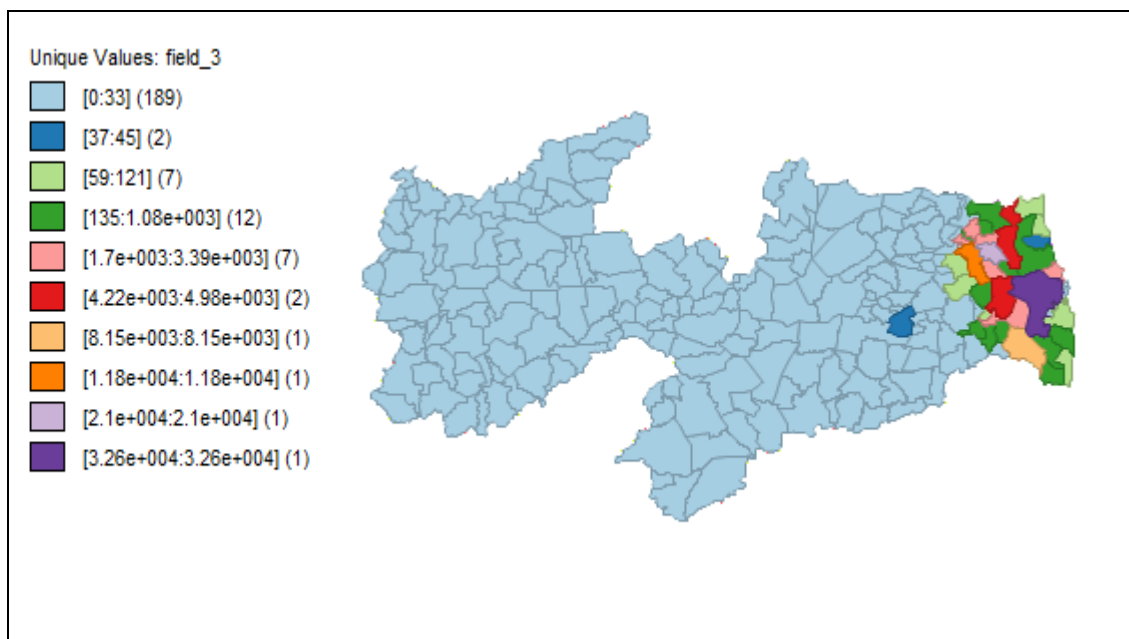 Unique Values: field_3
[0:33] (189)
[37:45] (2)
[59:121] (7)
[135:1.08e+003] (12)
[1.7e+003:3.39e+003] (7)
[4.22e+003:4.98e+003] (2)
[8.15e+003:8.15e+003] (1)
[1.18e+004:1.18e+004] (1)
[2.1e+004:2.1e+004] (1)
[3.26e+004:3.26e+004] (1)